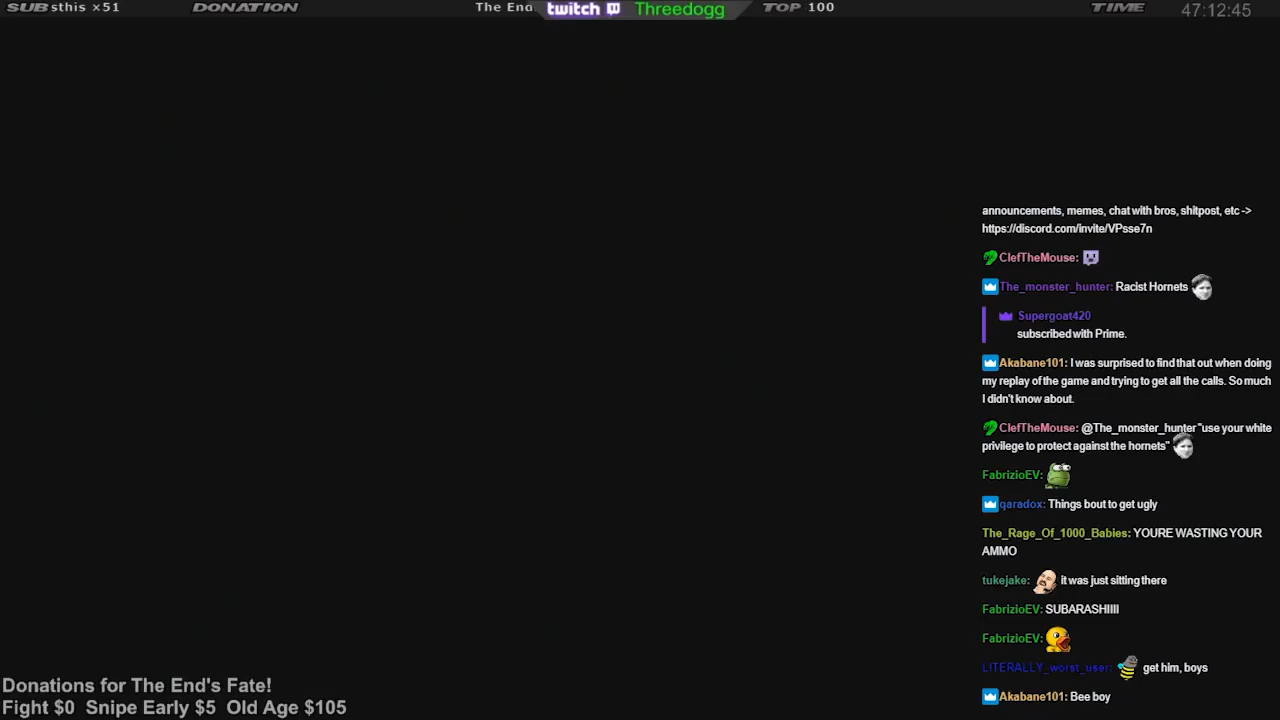 SUB sthis ×51 DONATION The End twitch Threedogg TOP 100 TIME 47:12:45
announcements, memes, chat with bros, shitpost, etc ->
https://discord.com/invite/VPsse7n
ClefTheMouse:
The_monster_hunter: Racist Hornets
Supergoat420
subscribed with Prime.
Akabane101: I was surprised to find that out when doing
my replay of the game and trying to get all the calls. So much
I didn't know about.
ClefTheMouse: @The_monster_hunter "use your white
privilege to protect against the hornets"
FabrizioEV:
qaradox: Things bout to get ugly
The_Rage_Of_1000_Babies: YOURE WASTING YOUR
AMMO
tukejake: it was just sitting there
FabrizioEV: SUBARASHIIII
FabrizioEV:
LITERALLY_worst_user: get him, boys
Akabane101: Bee boy
Donations for The End's Fate!
Fight $0 Snipe Early $5 Old Age $105